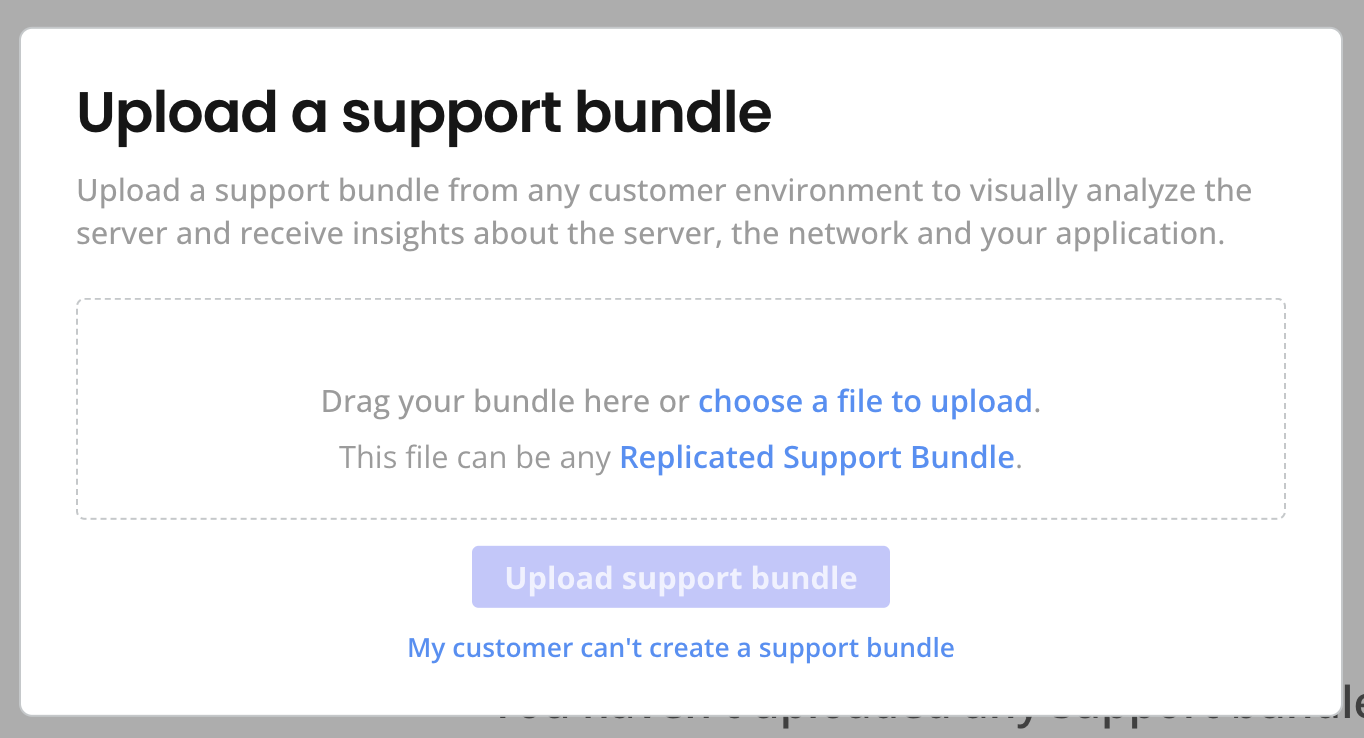 Upload a support bundle
Upload a support bundle from any customer environment to visually analyze the
server and receive insights about the server, the network and your application.
Drag your bundle here or choose a file to upload.
This file can be any Replicated Support Bundle.
Upload support bundle
My customer can't create a support bundle